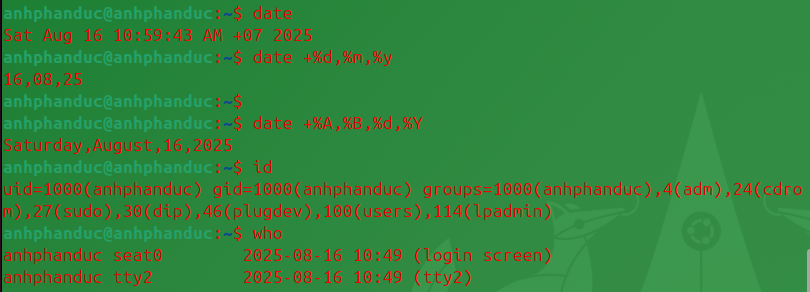 anhphanduc@anhphanduc:~$ date
Sat Aug 16 10:59:43 AM +07 2025
anhphanduc@anhphanduc:~$ date +%d,%m,%y
16,08,25
anhphanduc@anhphanduc:~$
anhphanduc@anhphanduc:~$ date +%A,%B,%d,%Y
Saturday,August,16,2025
anhphanduc@anhphanduc:~$ id
uid=1000(anhphanduc) gid=1000(anhphanduc) groups=1000(anhphanduc),4(adm),24(cdro
m),27(sudo),30(dip),46(plugdev),100(users),114(lpadmin)
anhphanduc@anhphanduc:~$ who
anhphanduc seat0        2025-08-16 10:49 (login screen)
anhphanduc tty2         2025-08-16 10:49 (tty2)